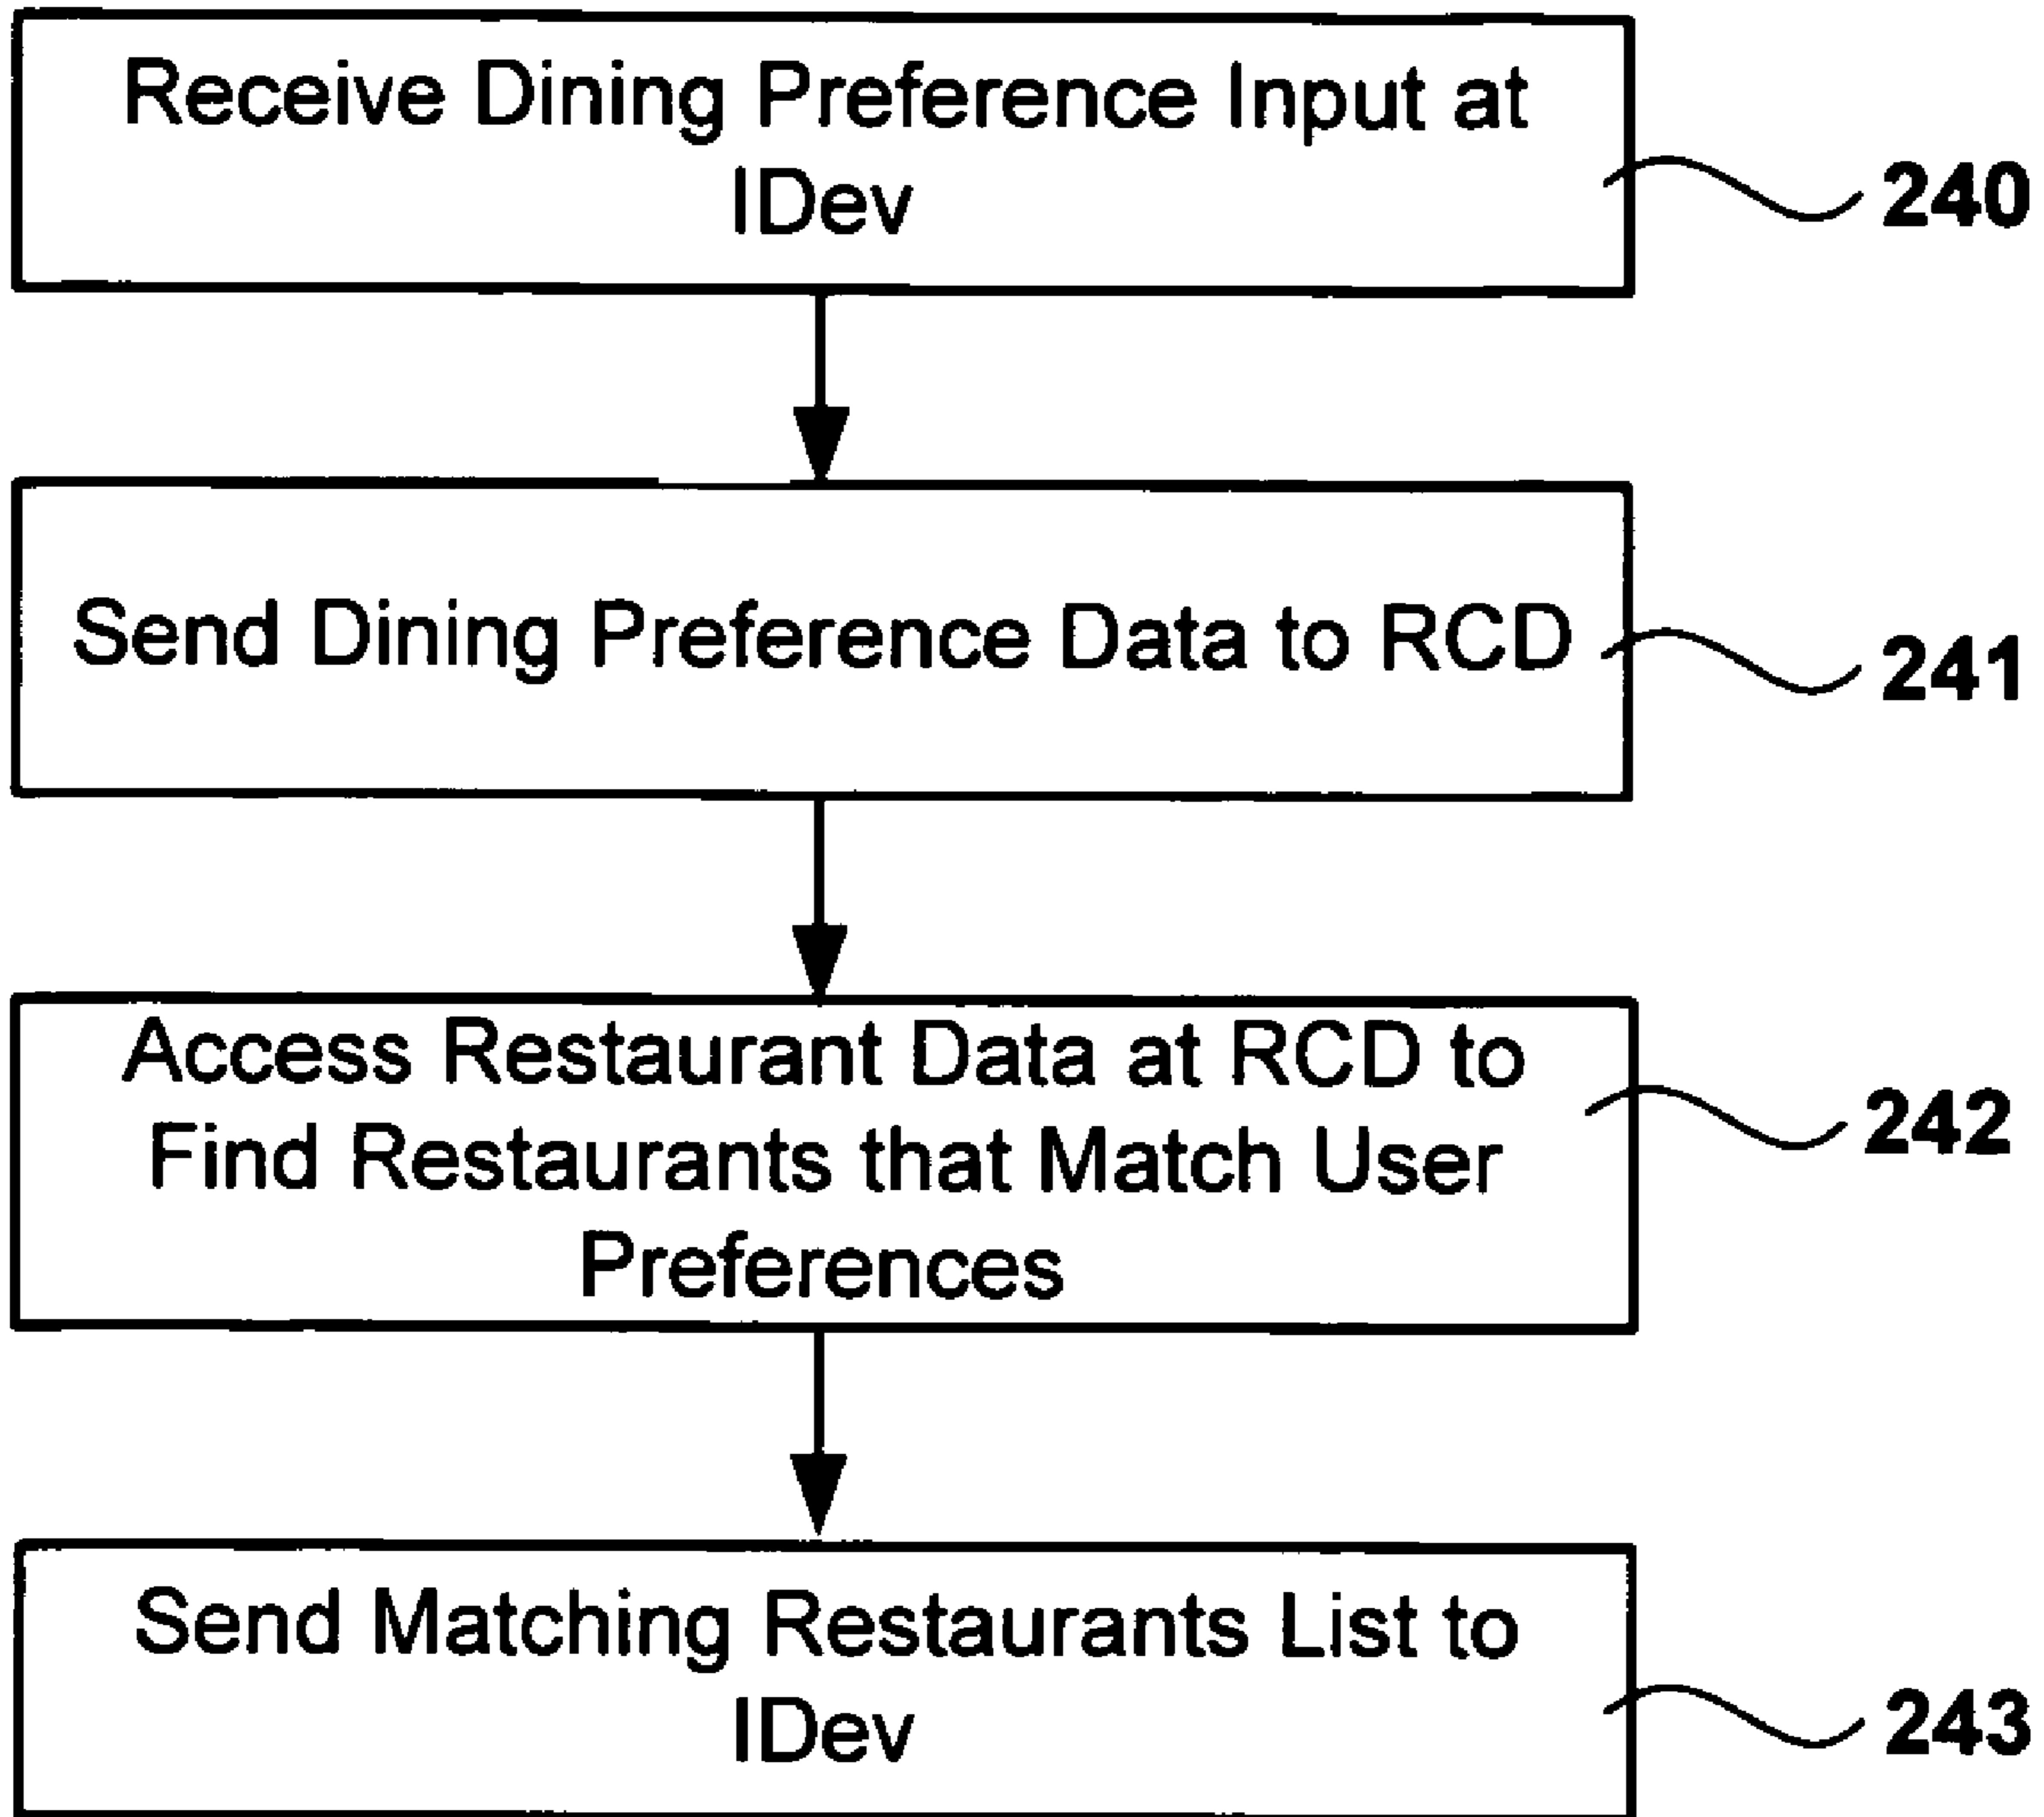 Receive Dining Preference Input at
IDev
240
Send Dining Preference Data to RCD
241
Access Restaurant Data at RCD to
Find Restaurants that Match User
Preferences
242
Send Matching Restaurants List to
IDev
243